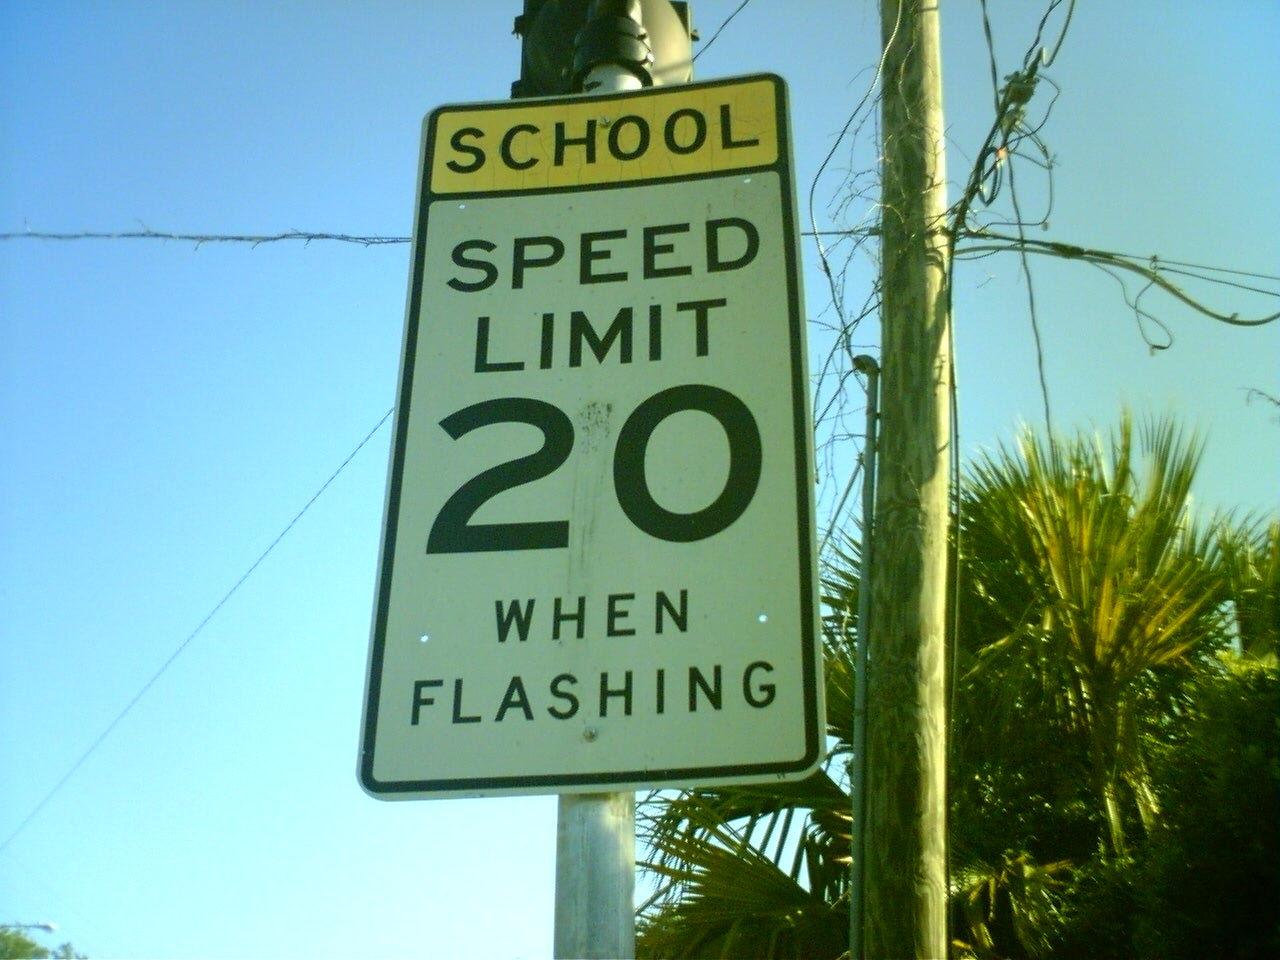 SCHOOL
SPEED
LIMIT
20
WHEN
FLASHING